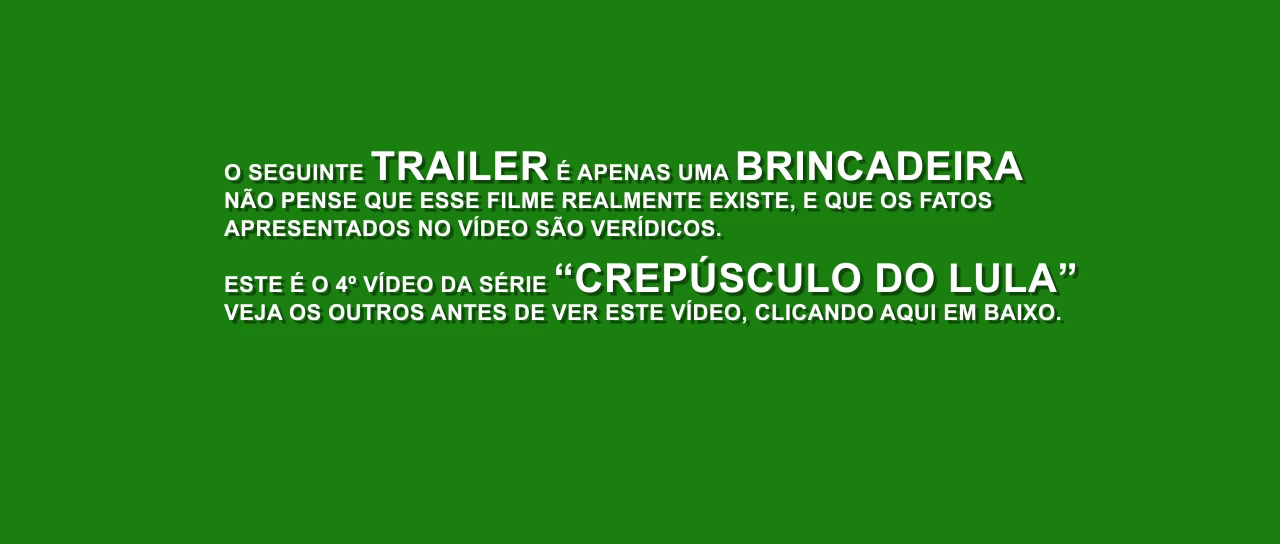 O SEGUINTE TRAILER É APENAS UMA BRINCADEIRA
NÃO PENSE QUE ESSE FILME REALMENTE EXISTE, E QUE OS FATOS
APRESENTADOS NO VÍDEO SÃO VERÍDICOS.
ESTE É O 4º VÍDEO DA SÉRIE “CREPÚSCULO DO LULA”
VEJA OS OUTROS ANTES DE VER ESTE VÍDEO, CLICANDO AQUI EM BAIXO.